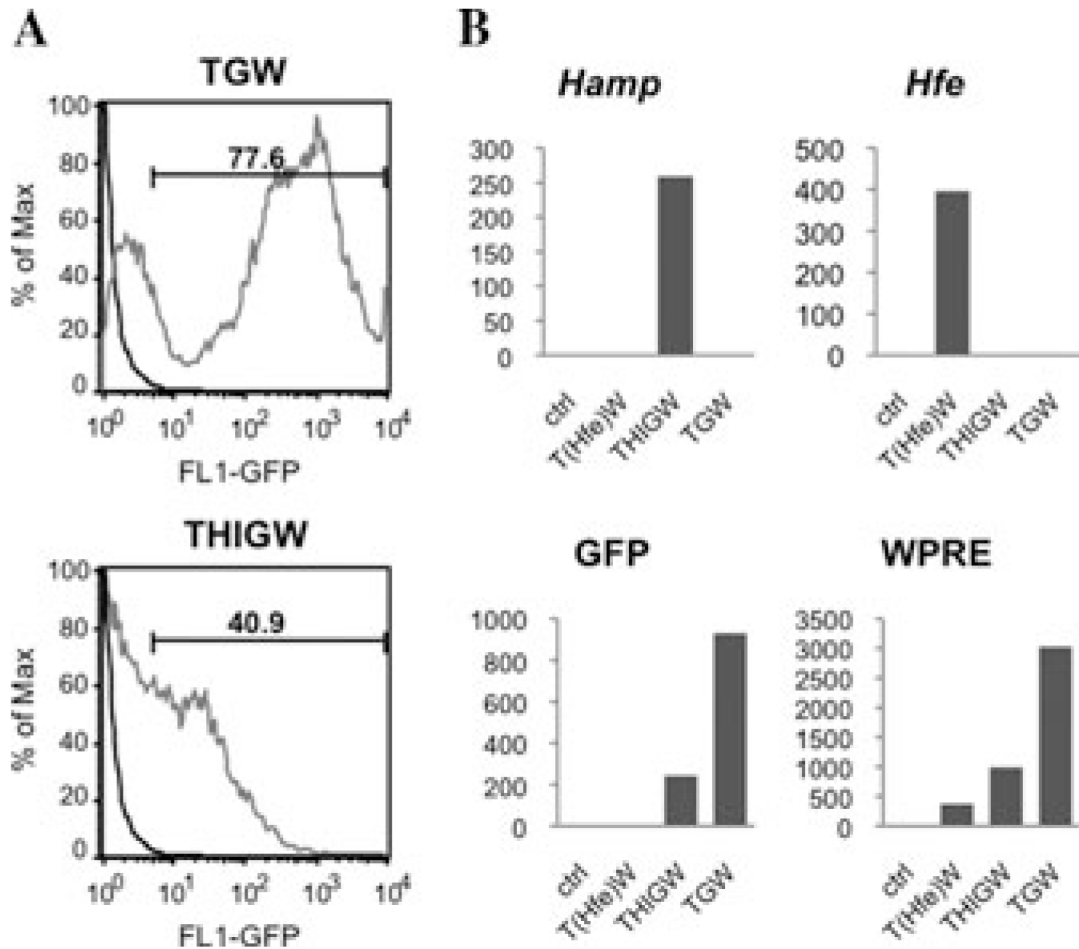 A
TGW
100
80
60
40
20
0
% of Max
77.6
10⁰ 10¹ 10² 10³ 10⁴
FL1-GFP
THIGW
100
80
60
40
20
0
% of Max
40.9
10⁰ 10¹ 10² 10³ 10⁴
FL1-GFP
B
Hamp
300
250
200
150
100
50
0
ctrl
T(Hfe)W
THIGW
TGW
Hfe
500
400
300
200
100
0
ctrl
T(Hfe)W
THIGW
TGW
GFP
1000
800
600
400
200
0
ctrl
T(Hfe)W
THIGW
TGW
WPRE
3500
3000
2500
2000
1500
1000
500
0
ctrl
T(Hfe)W
THIGW
TGW